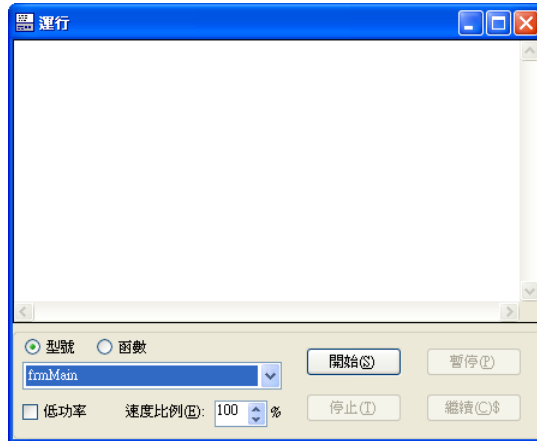 運行
型號 函數
frmMain
低功率 速度比例(E): 100 %
開始(S) 暫停(P)
停止(T) 繼續(C)$